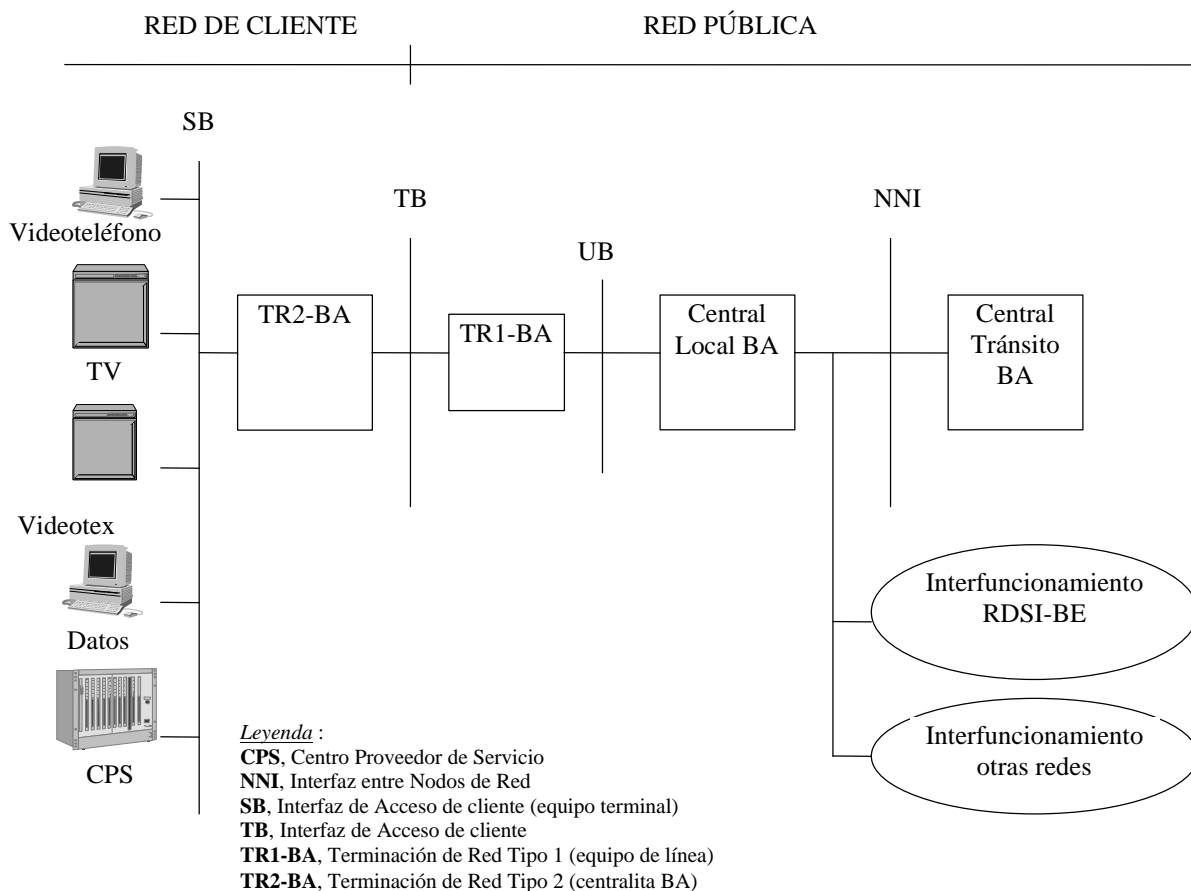 RED DE CLIENTE
RED PÚBLICA
SB
TB
NNI
UB
Videoteléfono
TV
Videotex
Datos
CPS
TR2-BA
TR1-BA
Central
Local BA
Central
Tránsito
BA
Interfuncionamiento
RDSI-BE
Interfuncionamiento
otras redes
Leyenda :
CPS, Centro Proveedor de Servicio
NNI, Interfaz entre Nodos de Red
SB, Interfaz de Acceso de cliente (equipo terminal)
TB, Interfaz de Acceso de cliente
TR1-BA, Terminación de Red Tipo 1 (equipo de línea)
TR2-BA, Terminación de Red Tipo 2 (centralita BA)